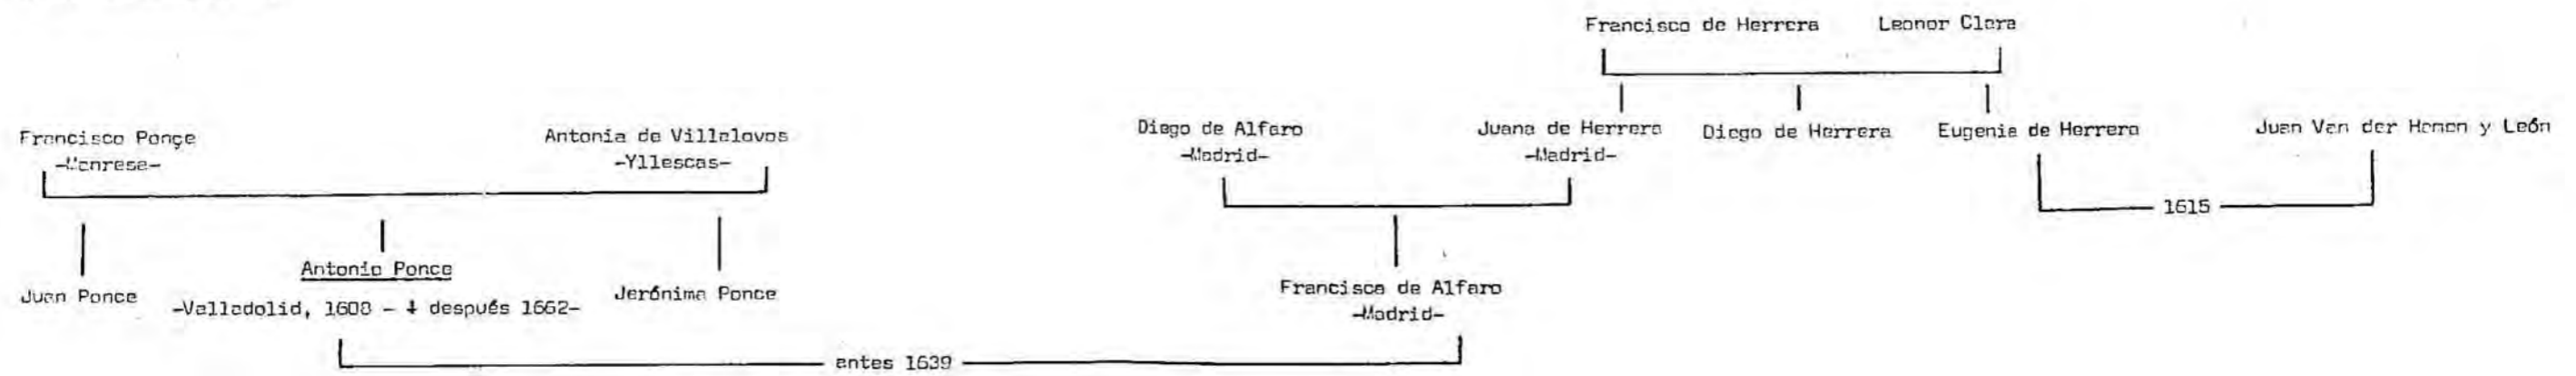 Francisco de Herrera Leonor Clara
Francisco Ponçe Antonia de Villalovos Diego de Alfaro Juana de Herrera Diego de Herrera Eugenia de Herrera Juan Van der Hamen y León
-Manresa- -Yllescas- -Madrid- -Madrid-
1615
Antonio Ponce
Juan Ponce Jerónima Ponce Francisca de Alfaro
-Valladolid, 1608 - ‡ después 1662- -Madrid-
antes 1639